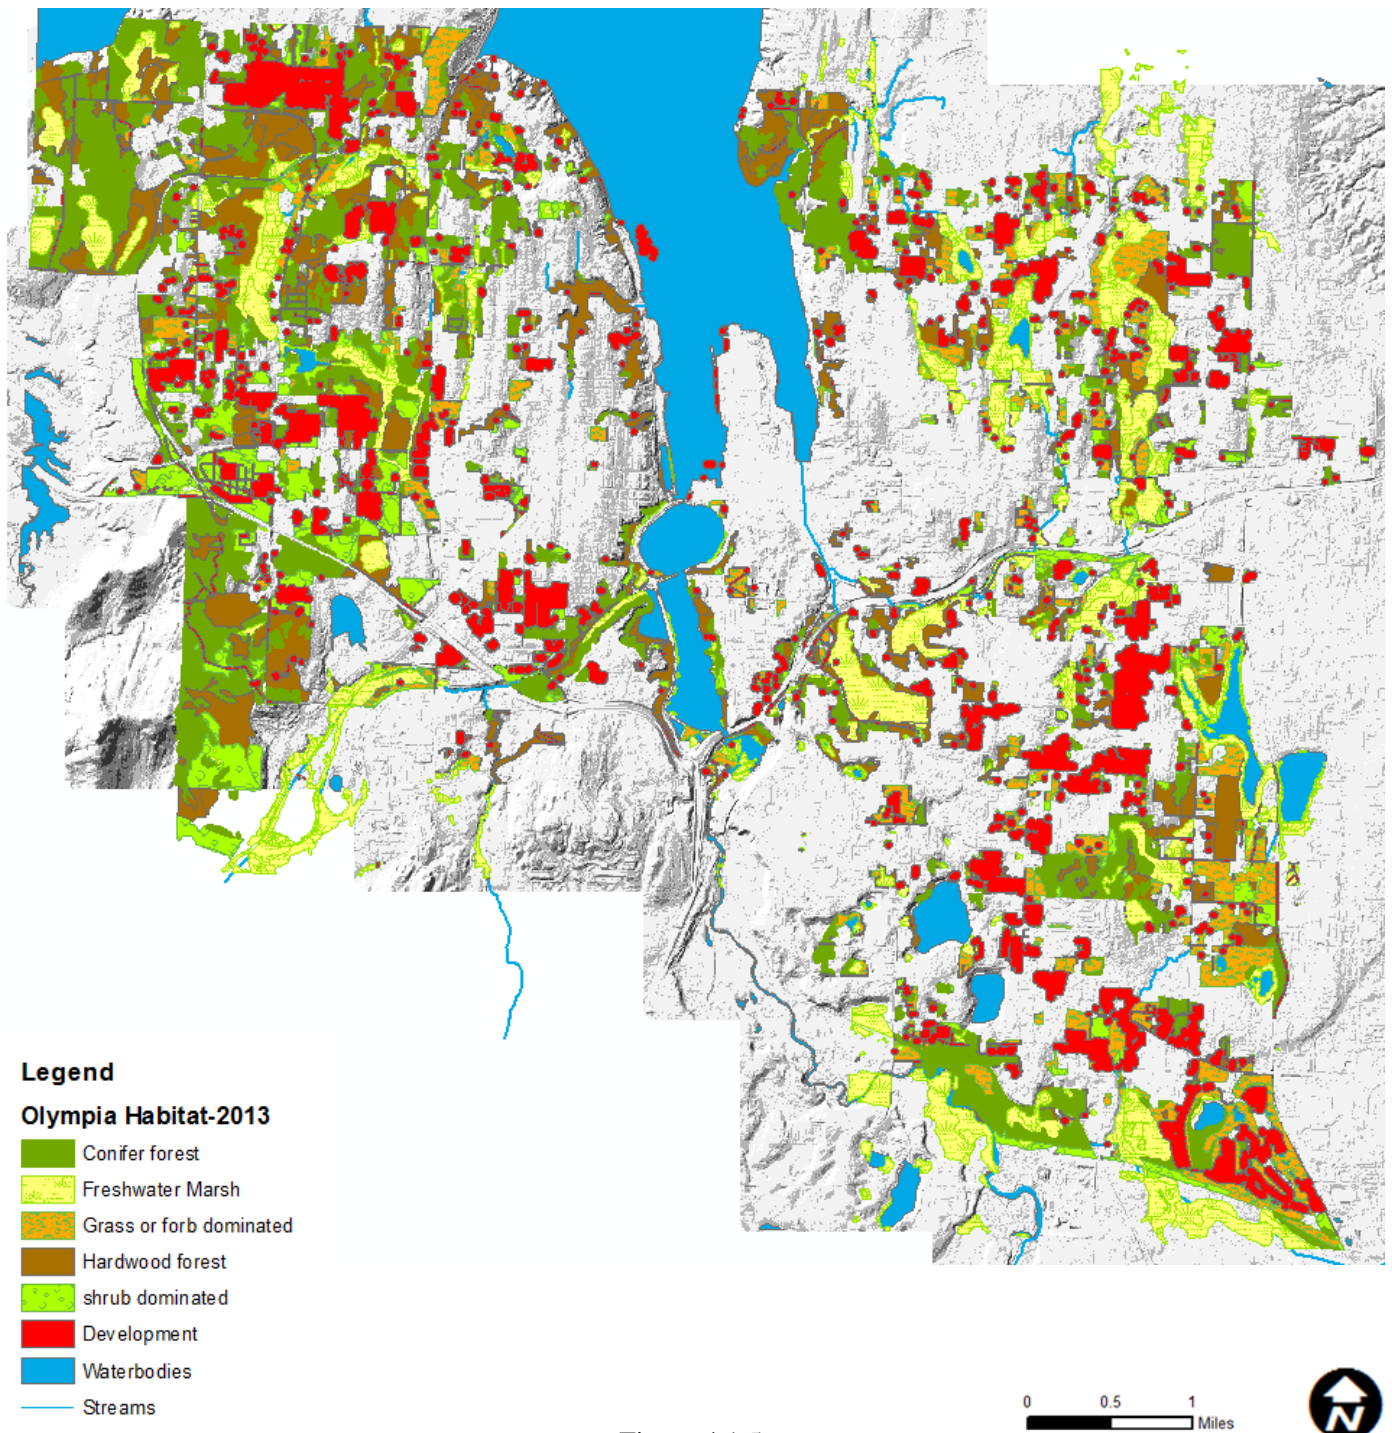 Legend
Olympia Habitat-2013
Conifer forest
Freshwater Marsh
Grass or forb dominated
Hardwood forest
shrub dominated
Development
Waterbodies
Streams
0 0.5 1
Miles
N